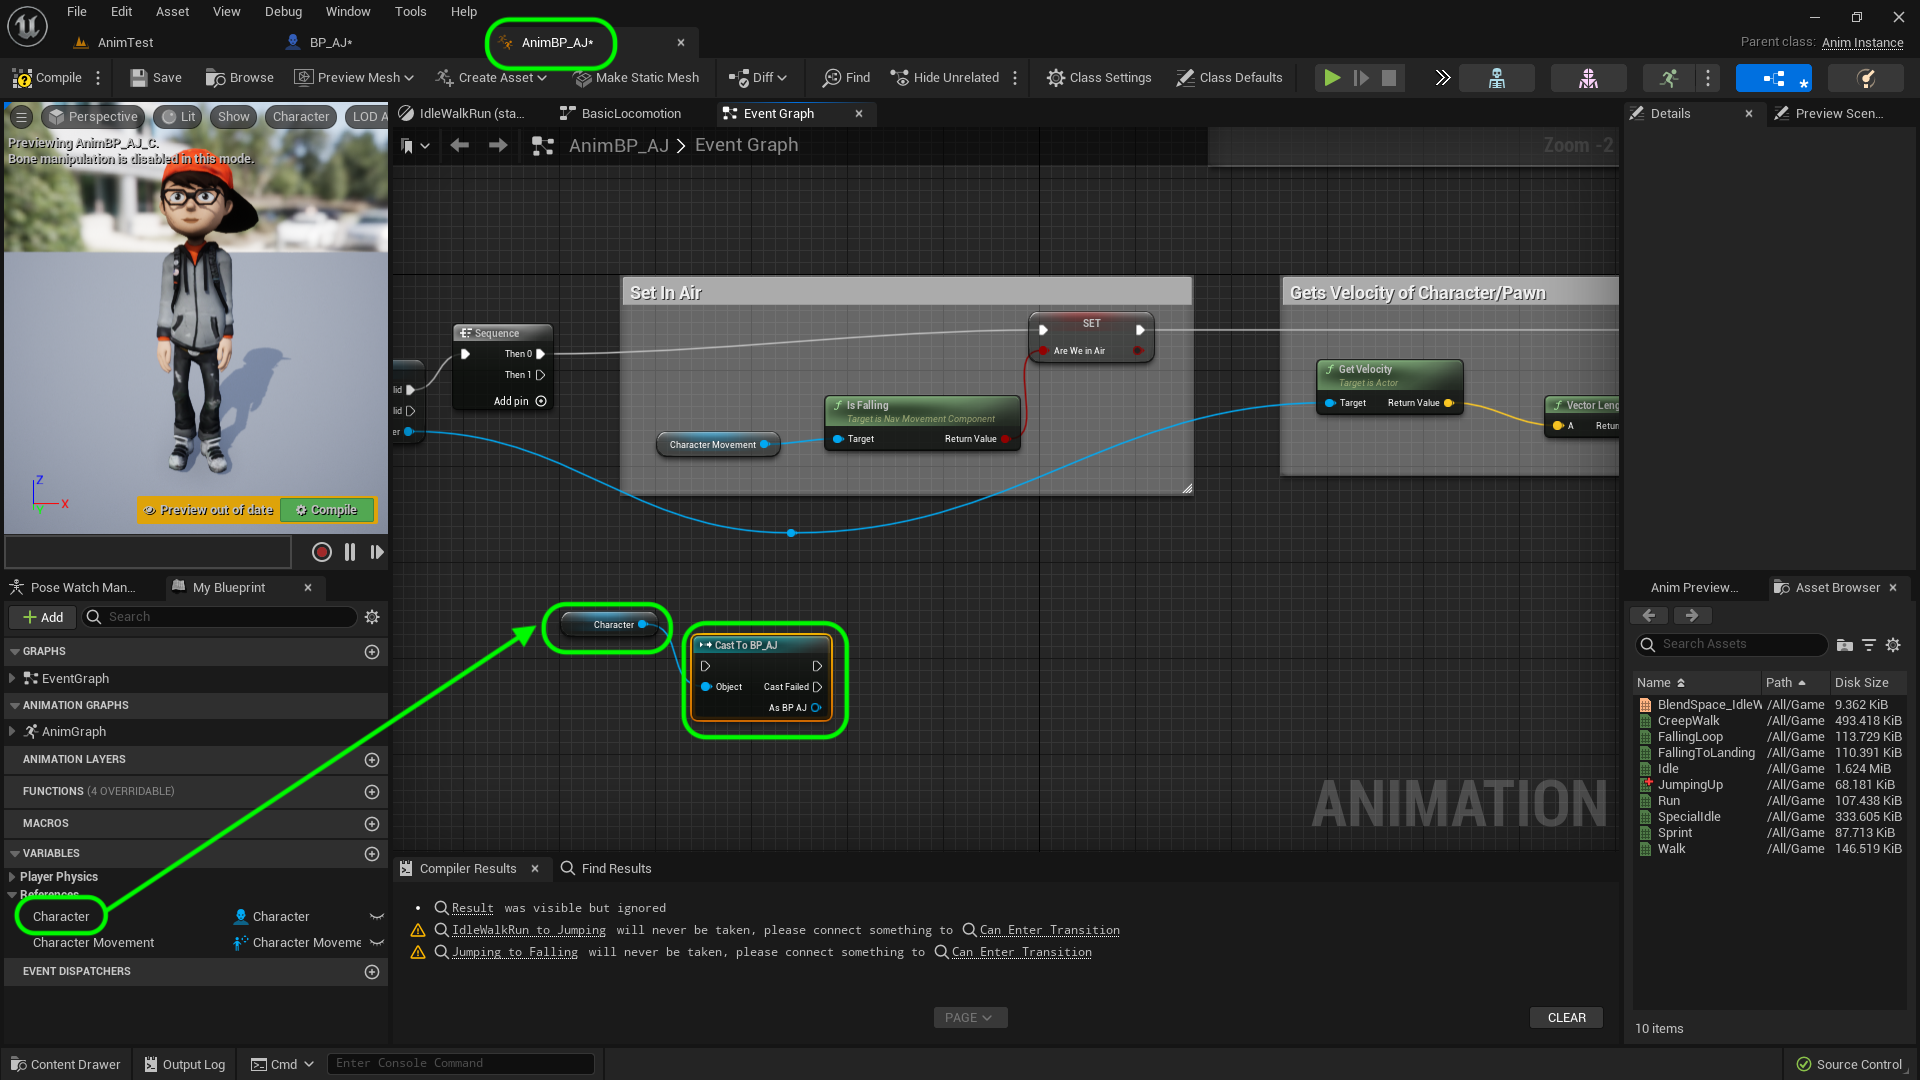 File Edit Asset View Debug Window Tools Help
AnimTest BP_AJ* AnimBP_AJ*
Parent class: Anim Instance
Compile Save Browse Preview Mesh Create Asset Make Static Mesh Diff Find Hide Unrelated Class Settings Class Defaults
Perspective Lit Show Character LOD A
Previewing AnimBP_AJ_C.
Bone manipulation is disabled in this mode.
IdleWalkRun (sta... BasicLocomotion Event Graph
AnimBP_AJ > Event Graph
Zoom -2
Details Preview Scen...
Set In Air
Gets Velocity of Character/Pawn
Sequence
Then 0
Then 1
Add pin
lid
lid
er
SET
Are We in Air
Is Falling
Target is Nav Movement Component
Target Return Value
Character Movement
Get Velocity
Target is Actor
Target Return Value
Vector Leng
A Return
Z
X
Y
Preview out of date Compile
Character
Cast To BP_AJ
Object Cast Failed
As BP AJ
ANIMATION
Pose Watch Man... My Blueprint
Add Search
GRAPHS
EventGraph
ANIMATION GRAPHS
AnimGraph
ANIMATION LAYERS
FUNCTIONS (4 OVERRIDABLE)
MACROS
VARIABLES
Player Physics
References
Character Character
Character Movement Character Moveme
EVENT DISPATCHERS
Compiler Results Find Results
• Result was visible but ignored
IdleWalkRun to Jumping will never be taken, please connect something to Can Enter Transition
Jumping to Falling will never be taken, please connect something to Can Enter Transition
PAGE
CLEAR
Anim Preview... Asset Browser
Search Assets
Name Path Disk Size
BlendSpace_IdleW /All/Game 9.362 KiB
CreepWalk /All/Game 493.418 KiB
FallingLoop /All/Game 113.729 KiB
FallingToLanding /All/Game 110.391 KiB
Idle /All/Game 1.624 MiB
JumpingUp /All/Game 68.181 KiB
Run /All/Game 107.438 KiB
SpecialIdle /All/Game 333.605 KiB
Sprint /All/Game 87.713 KiB
Walk /All/Game 146.519 KiB
10 items
Content Drawer Output Log Cmd Enter Console Command
Source Control